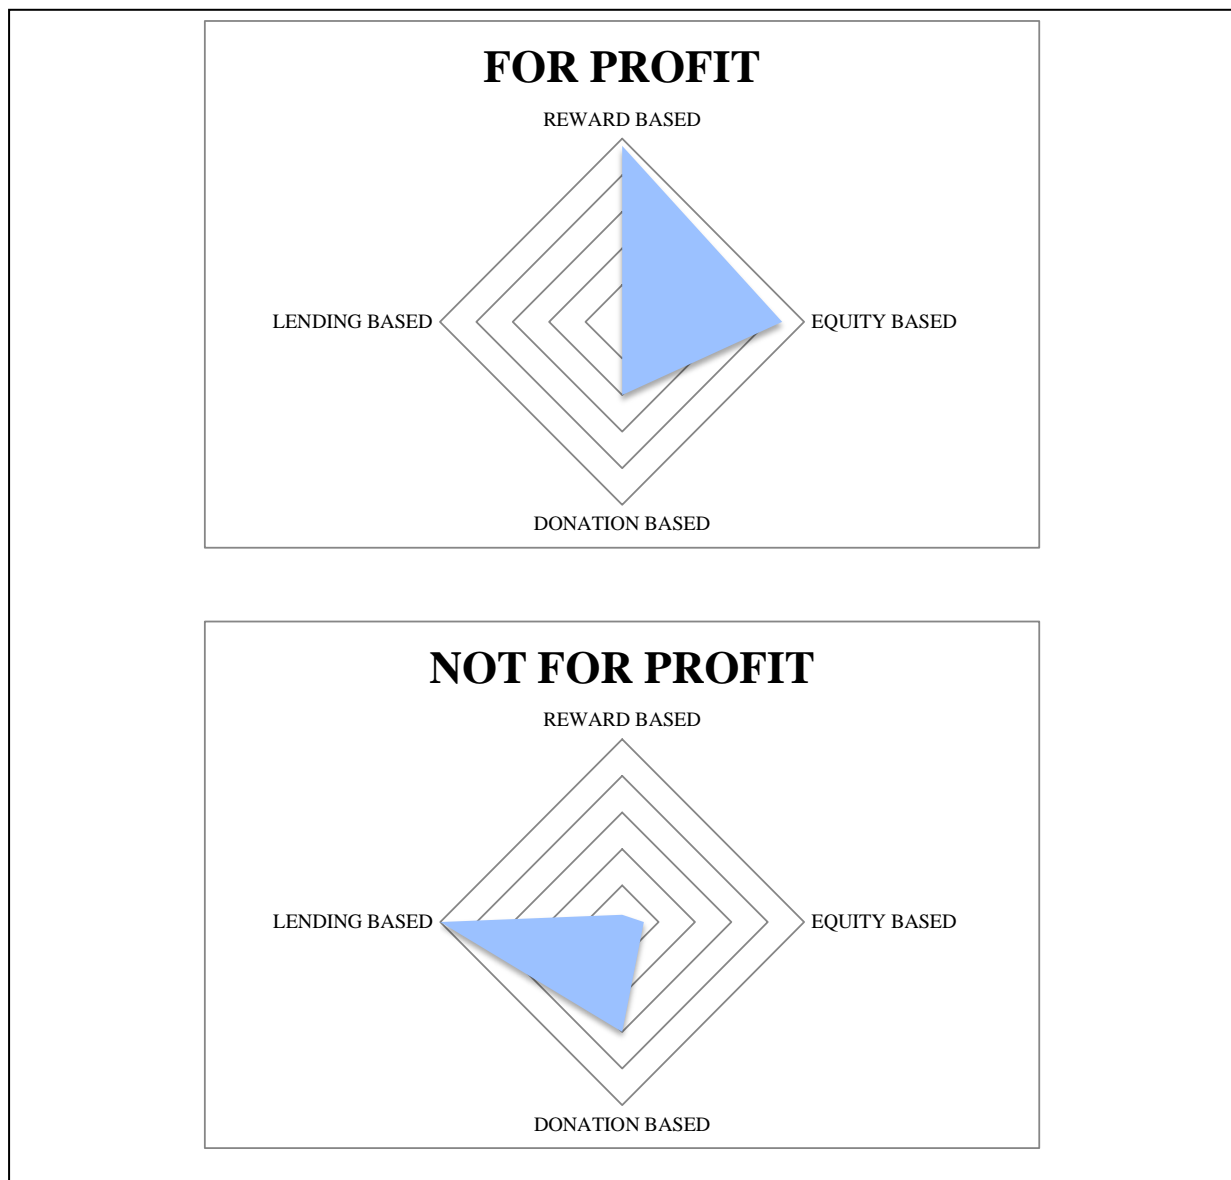 FOR PROFIT
REWARD BASED
LENDING BASED
EQUITY BASED
DONATION BASED
NOT FOR PROFIT
REWARD BASED
LENDING BASED
EQUITY BASED
DONATION BASED